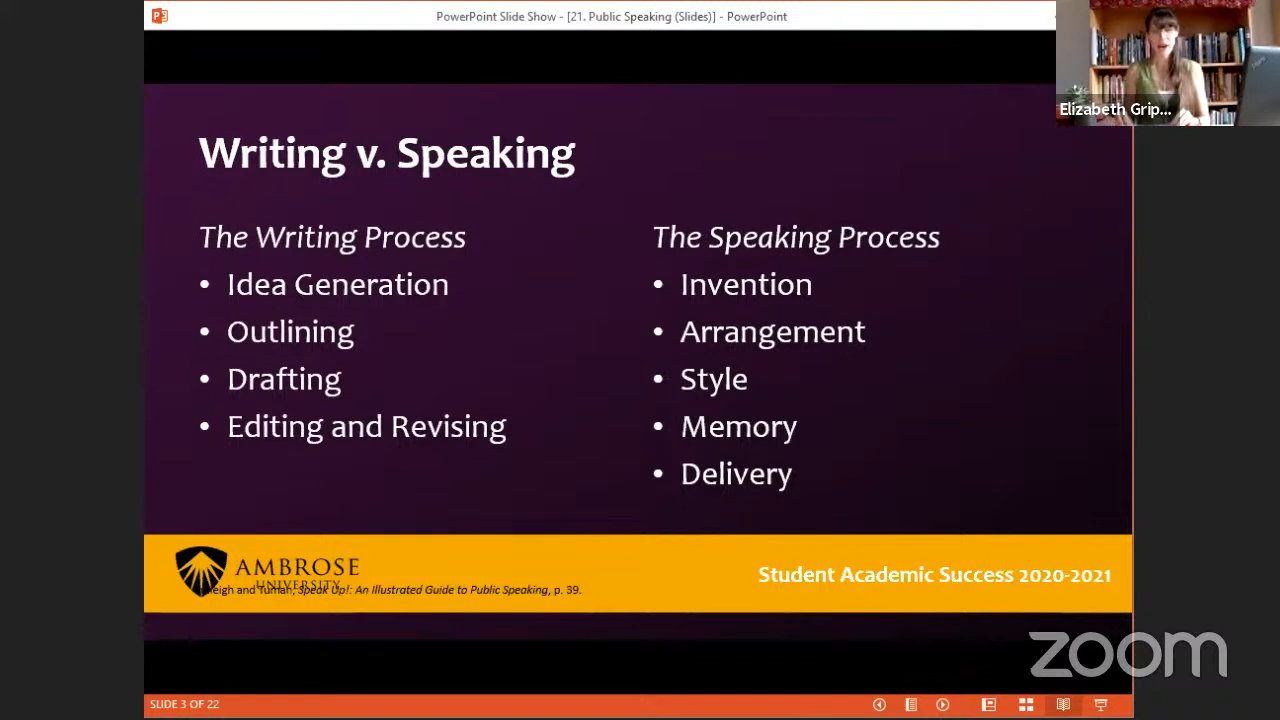 PowerPoint Slide Show - [21. Public Speaking (Slides)] - PowerPoint
Elizabeth Grip...
Writing v. Speaking
The Writing Process
• Idea Generation
• Outlining
• Drafting
• Editing and Revising
The Speaking Process
• Invention
• Arrangement
• Style
• Memory
• Delivery
AMBROSE
UNIVERSITY
and Tuman, Speak Up!: An Illustrated Guide to Public Speaking, p. 39.
Student Academic Success 2020-2021
zoom
SLIDE 3 OF 22